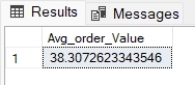 Results Messages
Avg_order_Value
1 38.3072623343546